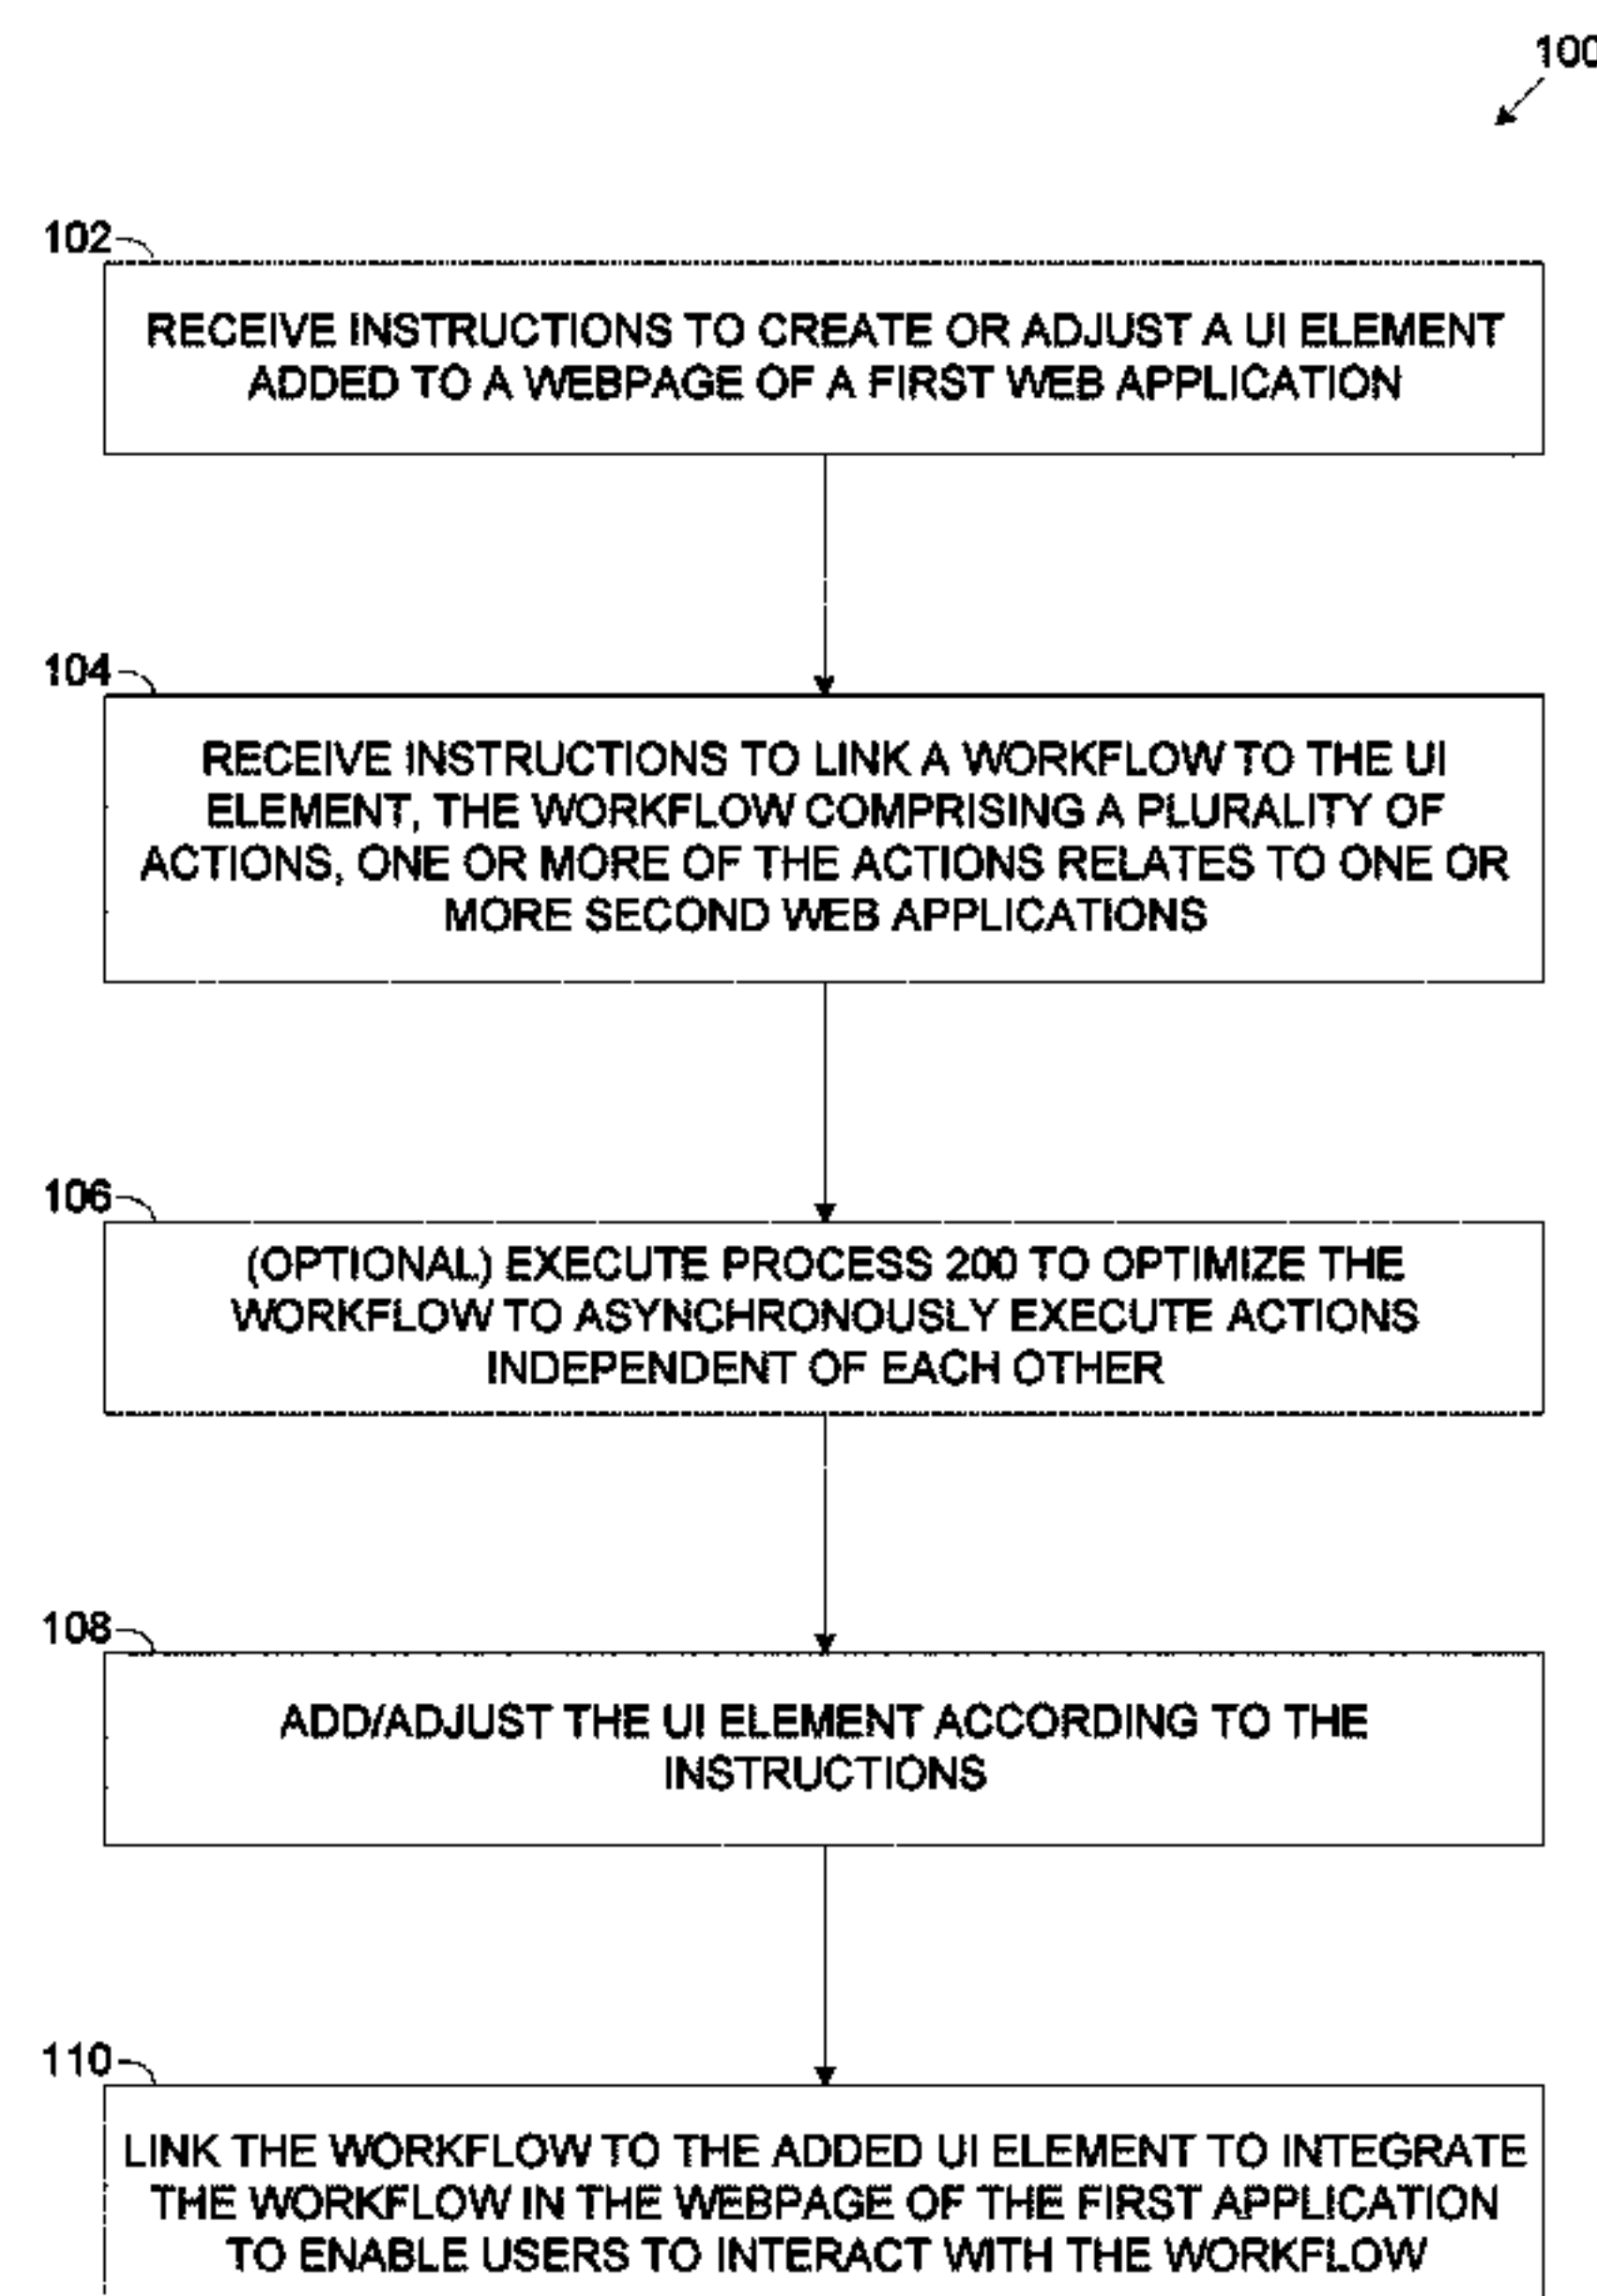 100
102
RECEIVE INSTRUCTIONS TO CREATE OR ADJUST A UI ELEMENT
ADDED TO A WEBPAGE OF A FIRST WEB APPLICATION
104
RECEIVE INSTRUCTIONS TO LINK A WORKFLOW TO THE UI
ELEMENT, THE WORKFLOW COMPRISING A PLURALITY OF
ACTIONS, ONE OR MORE OF THE ACTIONS RELATES TO ONE OR
MORE SECOND WEB APPLICATIONS
106
(OPTIONAL) EXECUTE PROCESS 200 TO OPTIMIZE THE
WORKFLOW TO ASYNCHRONOUSLY EXECUTE ACTIONS
INDEPENDENT OF EACH OTHER
108
ADD/ADJUST THE UI ELEMENT ACCORDING TO THE
INSTRUCTIONS
110
LINK THE WORKFLOW TO THE ADDED UI ELEMENT TO INTEGRATE
THE WORKFLOW IN THE WEBPAGE OF THE FIRST APPLICATION
TO ENABLE USERS TO INTERACT WITH THE WORKFLOW